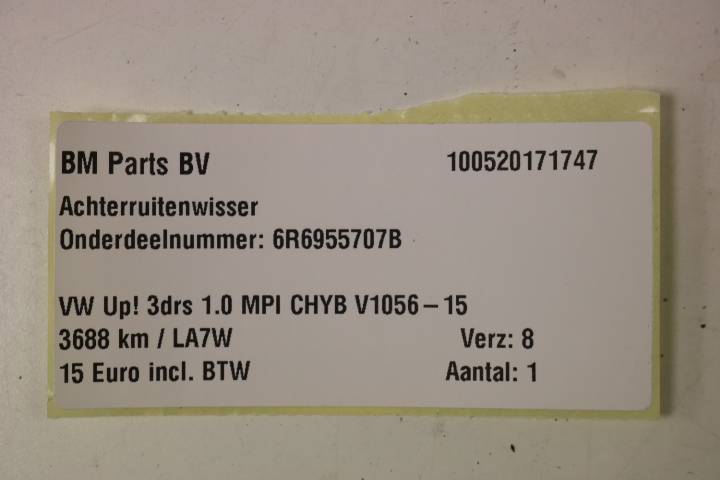 BM Parts BV 100520171747
Achterruitenwisser
Onderdeelnummer: 6R6955707B
VW Up! 3drs 1.0 MPI CHYB V1056-15
3688 km / LA7W Verz: 8
15 Euro incl. BTW Aantal: 1